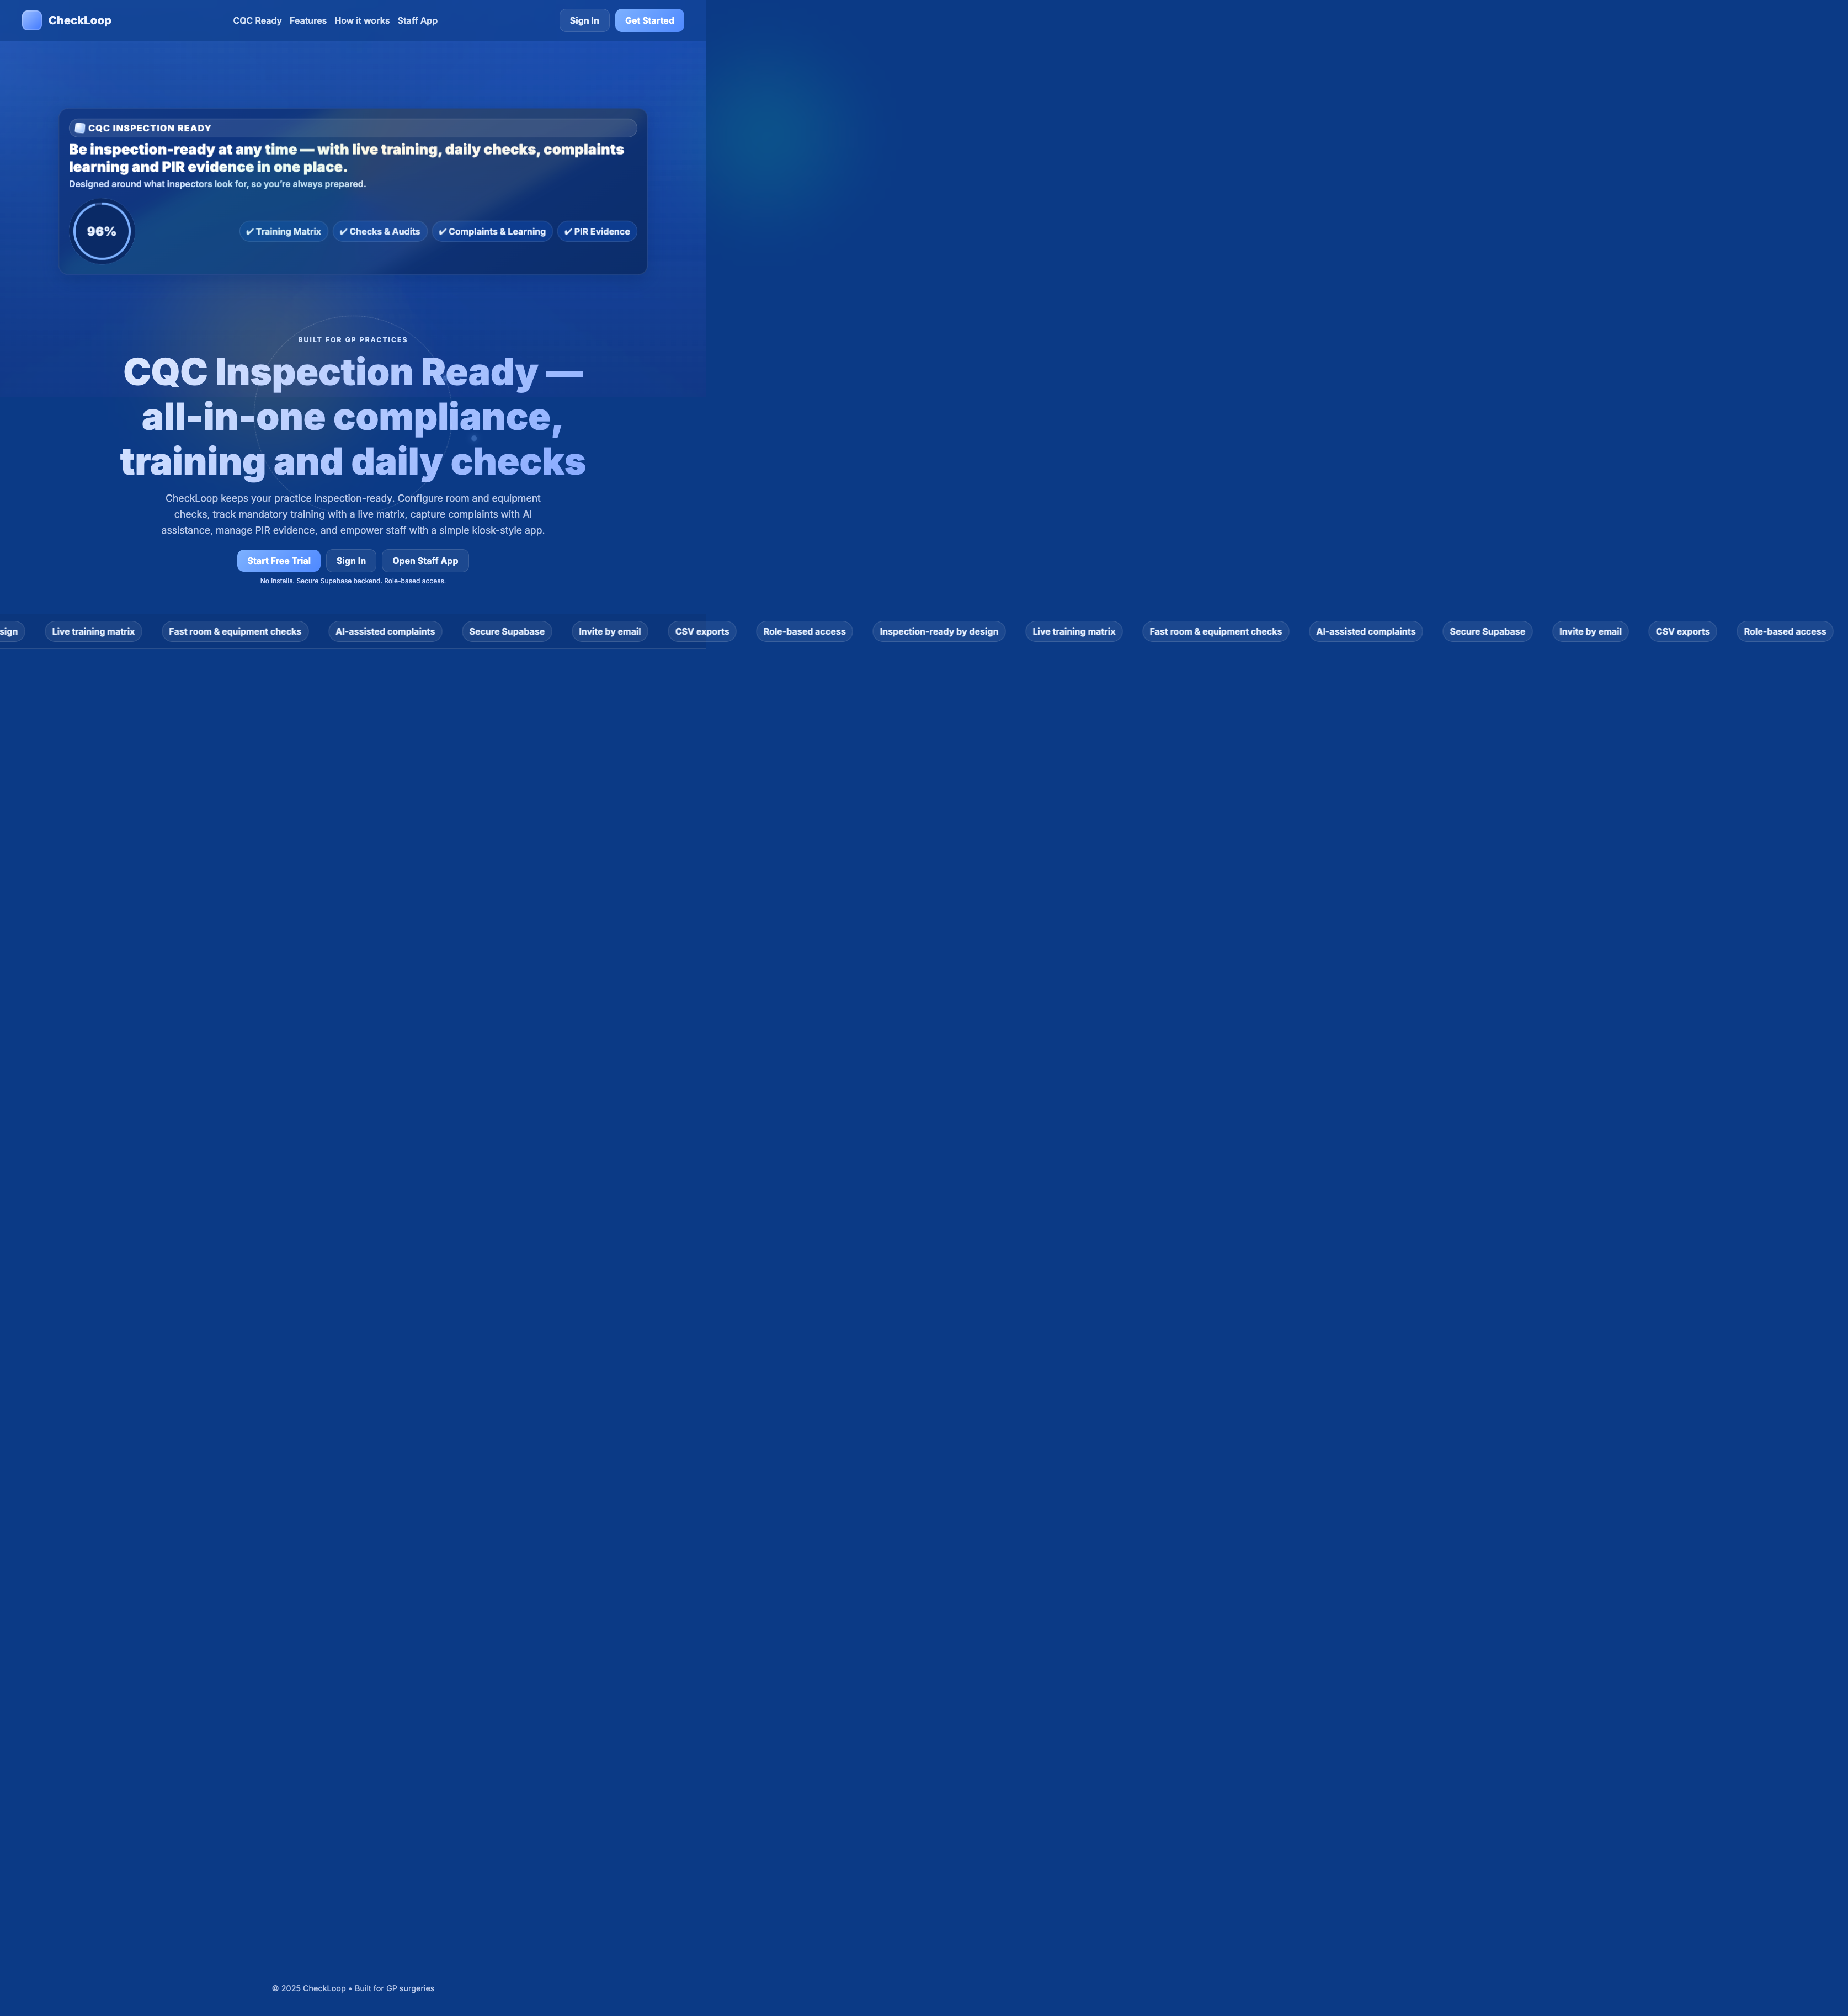 CheckLoop
CQC Ready Features How it works Staff App
Sign In Get Started
CQC INSPECTION READY
Be inspection-ready at any time — with live training, daily checks, complaints
learning and PIR evidence in one place.
Designed around what inspectors look for, so you’re always prepared.
96%
✔ Training Matrix ✔ Checks & Audits ✔ Complaints & Learning ✔ PIR Evidence
BUILT FOR GP PRACTICES
CQC Inspection Ready —
all-in-one compliance,
training and daily checks
CheckLoop keeps your practice inspection-ready. Configure room and equipment
checks, track mandatory training with a live matrix, capture complaints with AI
assistance, manage PIR evidence, and empower staff with a simple kiosk-style app.
Start Free Trial Sign In Open Staff App
No installs. Secure Supabase backend. Role-based access.
sign Live training matrix Fast room & equipment checks AI-assisted complaints Secure Supabase Invite by email CSV exports Role-based access Inspection-ready by design Live training matrix Fast room & equipment checks AI-assisted complaints Secure Supabase Invite by email CSV exports Role-based access
© 2025 CheckLoop • Built for GP surgeries